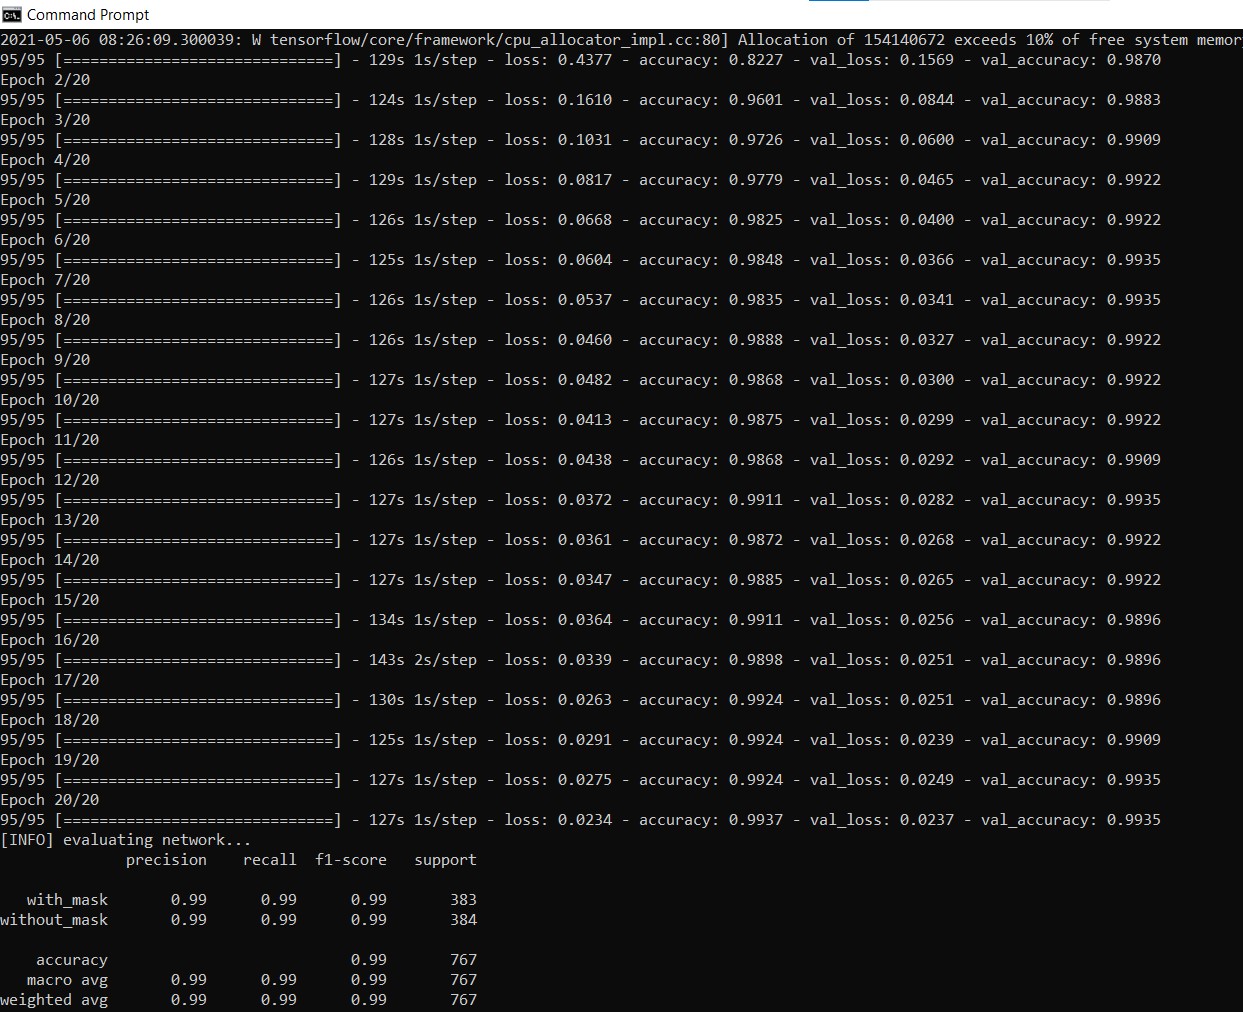 Command Prompt
2021-05-06 08:26:09.300039: W tensorflow/core/framework/cpu_allocator_impl.cc:80] Allocation of 154140672 exceeds 10% of free system memor
95/95 [==============================] - 129s 1s/step - loss: 0.4377 - accuracy: 0.8227 - val_loss: 0.1569 - val_accuracy: 0.9870
Epoch 2/20
95/95 [==============================] - 124s 1s/step - loss: 0.1610 - accuracy: 0.9601 - val_loss: 0.0844 - val_accuracy: 0.9883
Epoch 3/20
95/95 [==============================] - 128s 1s/step - loss: 0.1031 - accuracy: 0.9726 - val_loss: 0.0600 - val_accuracy: 0.9909
Epoch 4/20
95/95 [==============================] - 129s 1s/step - loss: 0.0817 - accuracy: 0.9779 - val_loss: 0.0465 - val_accuracy: 0.9922
Epoch 5/20
95/95 [==============================] - 126s 1s/step - loss: 0.0668 - accuracy: 0.9825 - val_loss: 0.0400 - val_accuracy: 0.9922
Epoch 6/20
95/95 [==============================] - 125s 1s/step - loss: 0.0604 - accuracy: 0.9848 - val_loss: 0.0366 - val_accuracy: 0.9935
Epoch 7/20
95/95 [==============================] - 126s 1s/step - loss: 0.0537 - accuracy: 0.9835 - val_loss: 0.0341 - val_accuracy: 0.9935
Epoch 8/20
95/95 [==============================] - 126s 1s/step - loss: 0.0460 - accuracy: 0.9888 - val_loss: 0.0327 - val_accuracy: 0.9922
Epoch 9/20
95/95 [==============================] - 127s 1s/step - loss: 0.0482 - accuracy: 0.9868 - val_loss: 0.0300 - val_accuracy: 0.9922
Epoch 10/20
95/95 [==============================] - 127s 1s/step - loss: 0.0413 - accuracy: 0.9875 - val_loss: 0.0299 - val_accuracy: 0.9922
Epoch 11/20
95/95 [==============================] - 126s 1s/step - loss: 0.0438 - accuracy: 0.9868 - val_loss: 0.0292 - val_accuracy: 0.9909
Epoch 12/20
95/95 [==============================] - 127s 1s/step - loss: 0.0372 - accuracy: 0.9911 - val_loss: 0.0282 - val_accuracy: 0.9935
Epoch 13/20
95/95 [==============================] - 127s 1s/step - loss: 0.0361 - accuracy: 0.9872 - val_loss: 0.0268 - val_accuracy: 0.9922
Epoch 14/20
95/95 [==============================] - 127s 1s/step - loss: 0.0347 - accuracy: 0.9885 - val_loss: 0.0265 - val_accuracy: 0.9922
Epoch 15/20
95/95 [==============================] - 134s 1s/step - loss: 0.0364 - accuracy: 0.9911 - val_loss: 0.0256 - val_accuracy: 0.9896
Epoch 16/20
95/95 [==============================] - 143s 2s/step - loss: 0.0339 - accuracy: 0.9898 - val_loss: 0.0251 - val_accuracy: 0.9896
Epoch 17/20
95/95 [==============================] - 130s 1s/step - loss: 0.0263 - accuracy: 0.9924 - val_loss: 0.0251 - val_accuracy: 0.9896
Epoch 18/20
95/95 [==============================] - 125s 1s/step - loss: 0.0291 - accuracy: 0.9924 - val_loss: 0.0239 - val_accuracy: 0.9909
Epoch 19/20
95/95 [==============================] - 127s 1s/step - loss: 0.0275 - accuracy: 0.9924 - val_loss: 0.0249 - val_accuracy: 0.9935
Epoch 20/20
95/95 [==============================] - 127s 1s/step - loss: 0.0234 - accuracy: 0.9937 - val_loss: 0.0237 - val_accuracy: 0.9935
[INFO] evaluating network...
precision recall f1-score support
with_mask 0.99 0.99 0.99 383
without_mask 0.99 0.99 0.99 384
accuracy 0.99 767
macro avg 0.99 0.99 0.99 767
weighted avg 0.99 0.99 0.99 767